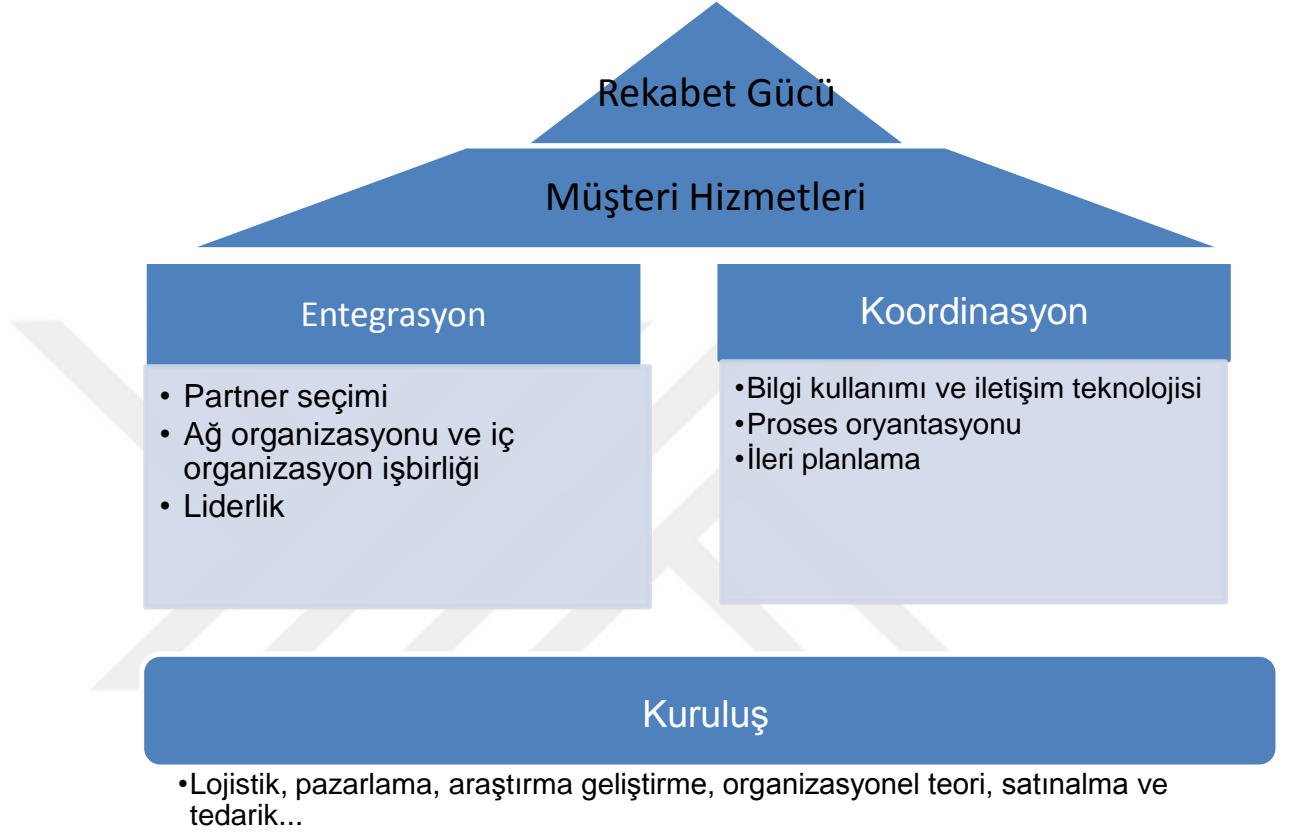 Rekabet Gücü
Müşteri Hizmetleri
Entegrasyon
• Partner seçimi
• Ağ organizasyonu ve iç
organizasyon işbirliği
• Liderlik
Koordinasyon
•Bilgi kullanımı ve iletişim teknolojisi
•Proses oryantasyonu
•İleri planlama
Kuruluş
•Lojistik, pazarlama, araştırma geliştirme, organizasyonel teori, satınalma ve
tedarik...